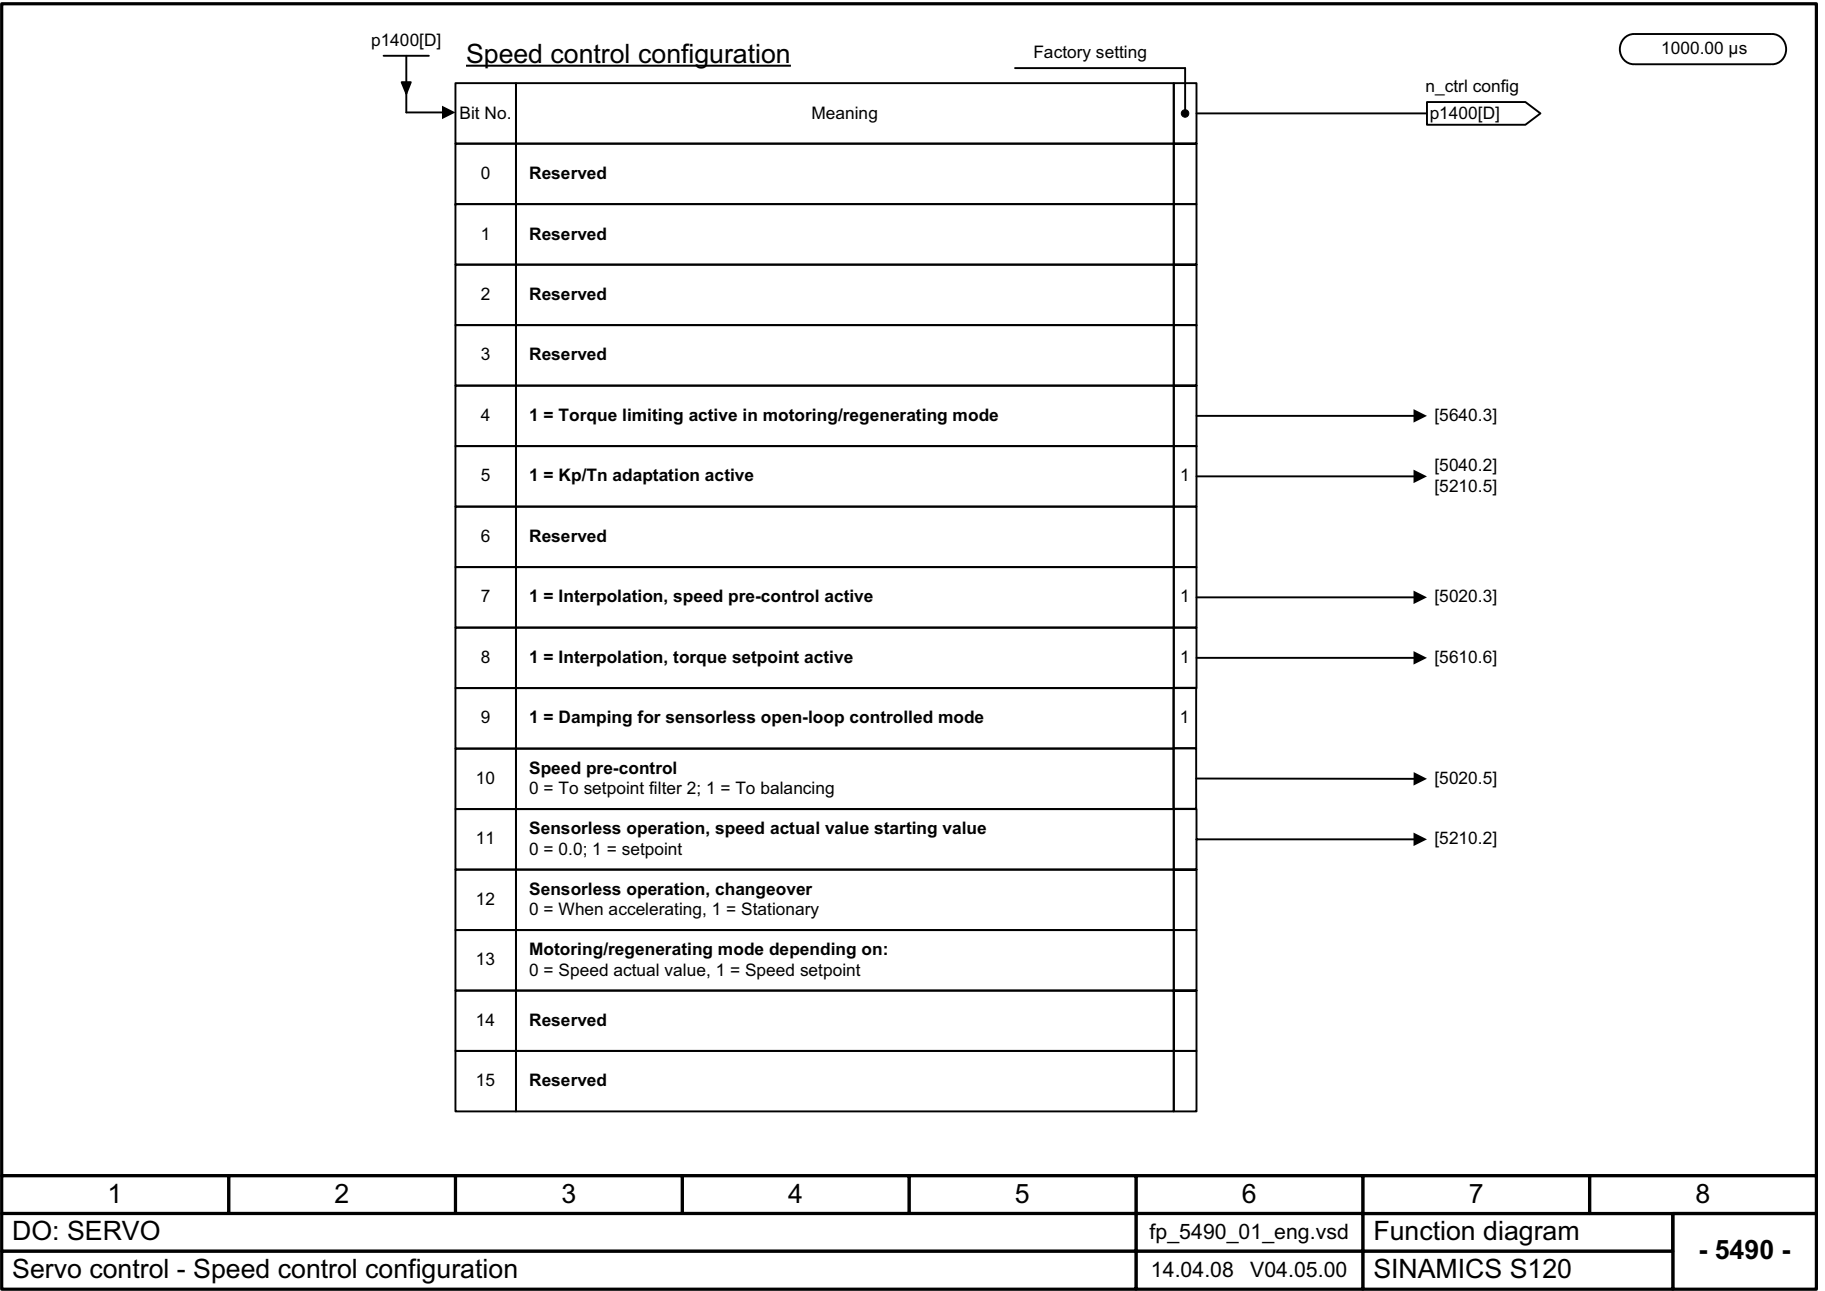 p1400[D]
Speed control configuration
Factory setting
1000.00 µs
n_ctrl config
Bit No.
Meaning
p1400[D]
0 Reserved
1 Reserved
2 Reserved
3 Reserved
4 1 = Torque limiting active in motoring/regenerating mode [5640.3]
5 1 = Kp/Tn adaptation active 1 [5040.2]
[5210.5]
6 Reserved
7 1 = Interpolation, speed pre-control active 1 [5020.3]
8 1 = Interpolation, torque setpoint active 1 [5610.6]
9 1 = Damping for sensorless open-loop controlled mode 1
10 Speed pre-control
0 = To setpoint filter 2; 1 = To balancing [5020.5]
11 Sensorless operation, speed actual value starting value
0 = 0.0; 1 = setpoint [5210.2]
12 Sensorless operation, changeover
0 = When accelerating, 1 = Stationary
13 Motoring/regenerating mode depending on:
0 = Speed actual value, 1 = Speed setpoint
14 Reserved
15 Reserved
1 2 3 4 5 6 7 8
DO: SERVO
fp_5490_01_eng.vsd
Function diagram
- 5490 -
Servo control - Speed control configuration
14.04.08 V04.05.00
SINAMICS S120